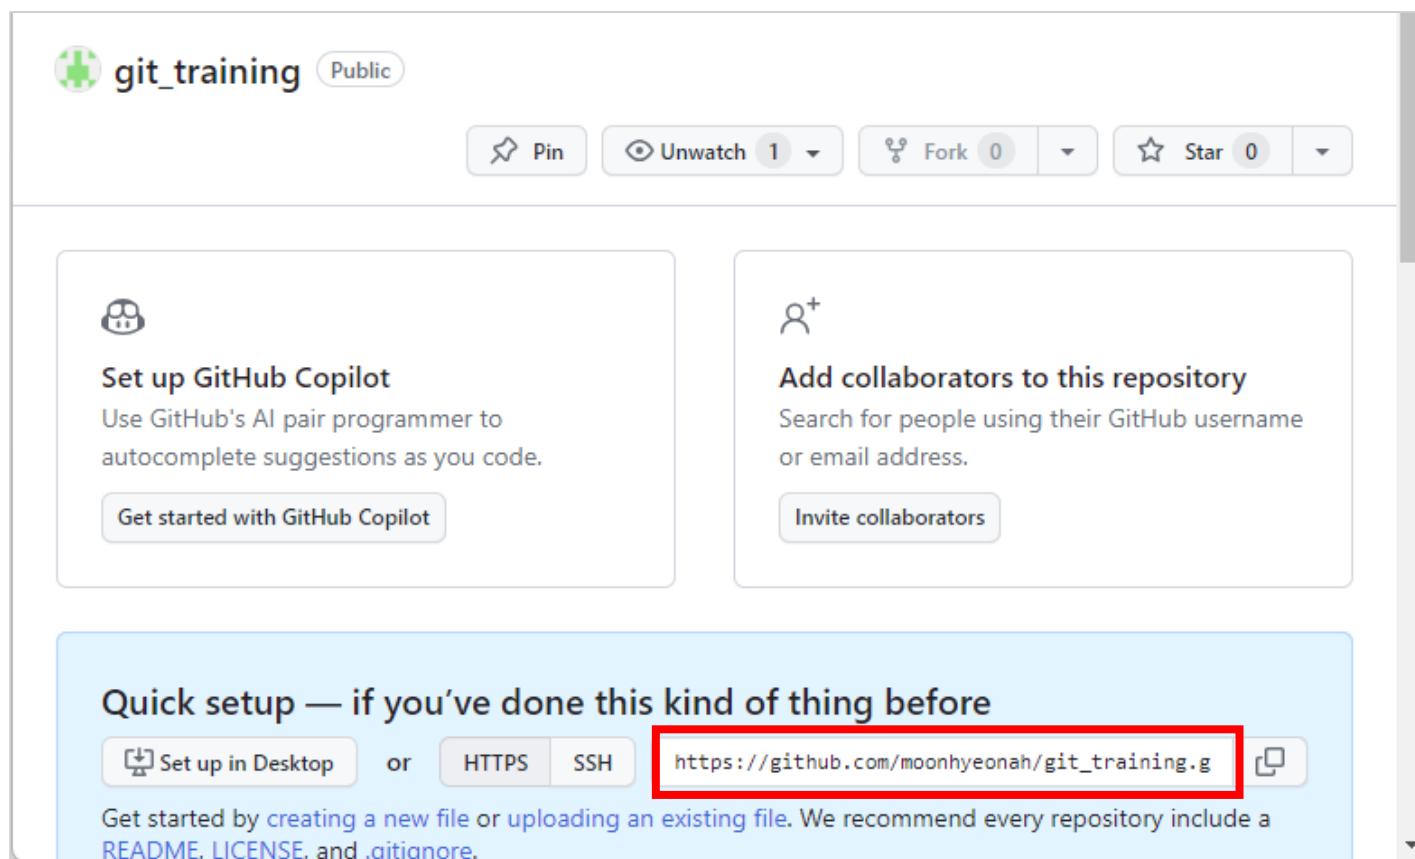 git_training Public
Pin Unwatch 1 Fork 0 Star 0
Set up GitHub Copilot
Use GitHub's AI pair programmer to
autocomplete suggestions as you code.
Get started with GitHub Copilot
Add collaborators to this repository
Search for people using their GitHub username
or email address.
Invite collaborators
Quick setup — if you’ve done this kind of thing before
Set up in Desktop or HTTPS SSH https://github.com/moonhyeonah/git_training.g
Get started by creating a new file or uploading an existing file. We recommend every repository include a
README, LICENSE, and .gitignore.